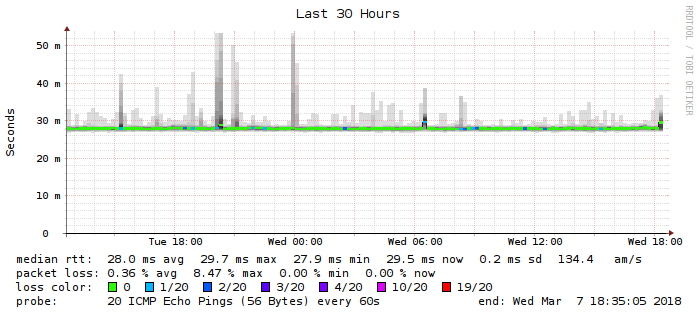 Last 30 Hours
RRDTOOL / TOBI OETIKER
Seconds
50 m
40 m
30 m
20 m
10 m
0
Tue 18:00 Wed 00:00 Wed 06:00 Wed 12:00 Wed 18:00
median rtt: 28.0 ms avg 29.7 ms max 27.9 ms min 29.5 ms now 0.2 ms sd 134.4 am/s
packet loss: 0.36 % avg 8.47 % max 0.00 % min 0.00 % now
loss color: 0 1/20 2/20 3/20 4/20 10/20 19/20
probe: 20 ICMP Echo Pings (56 Bytes) every 60s end: Wed Mar 7 18:35:05 2018